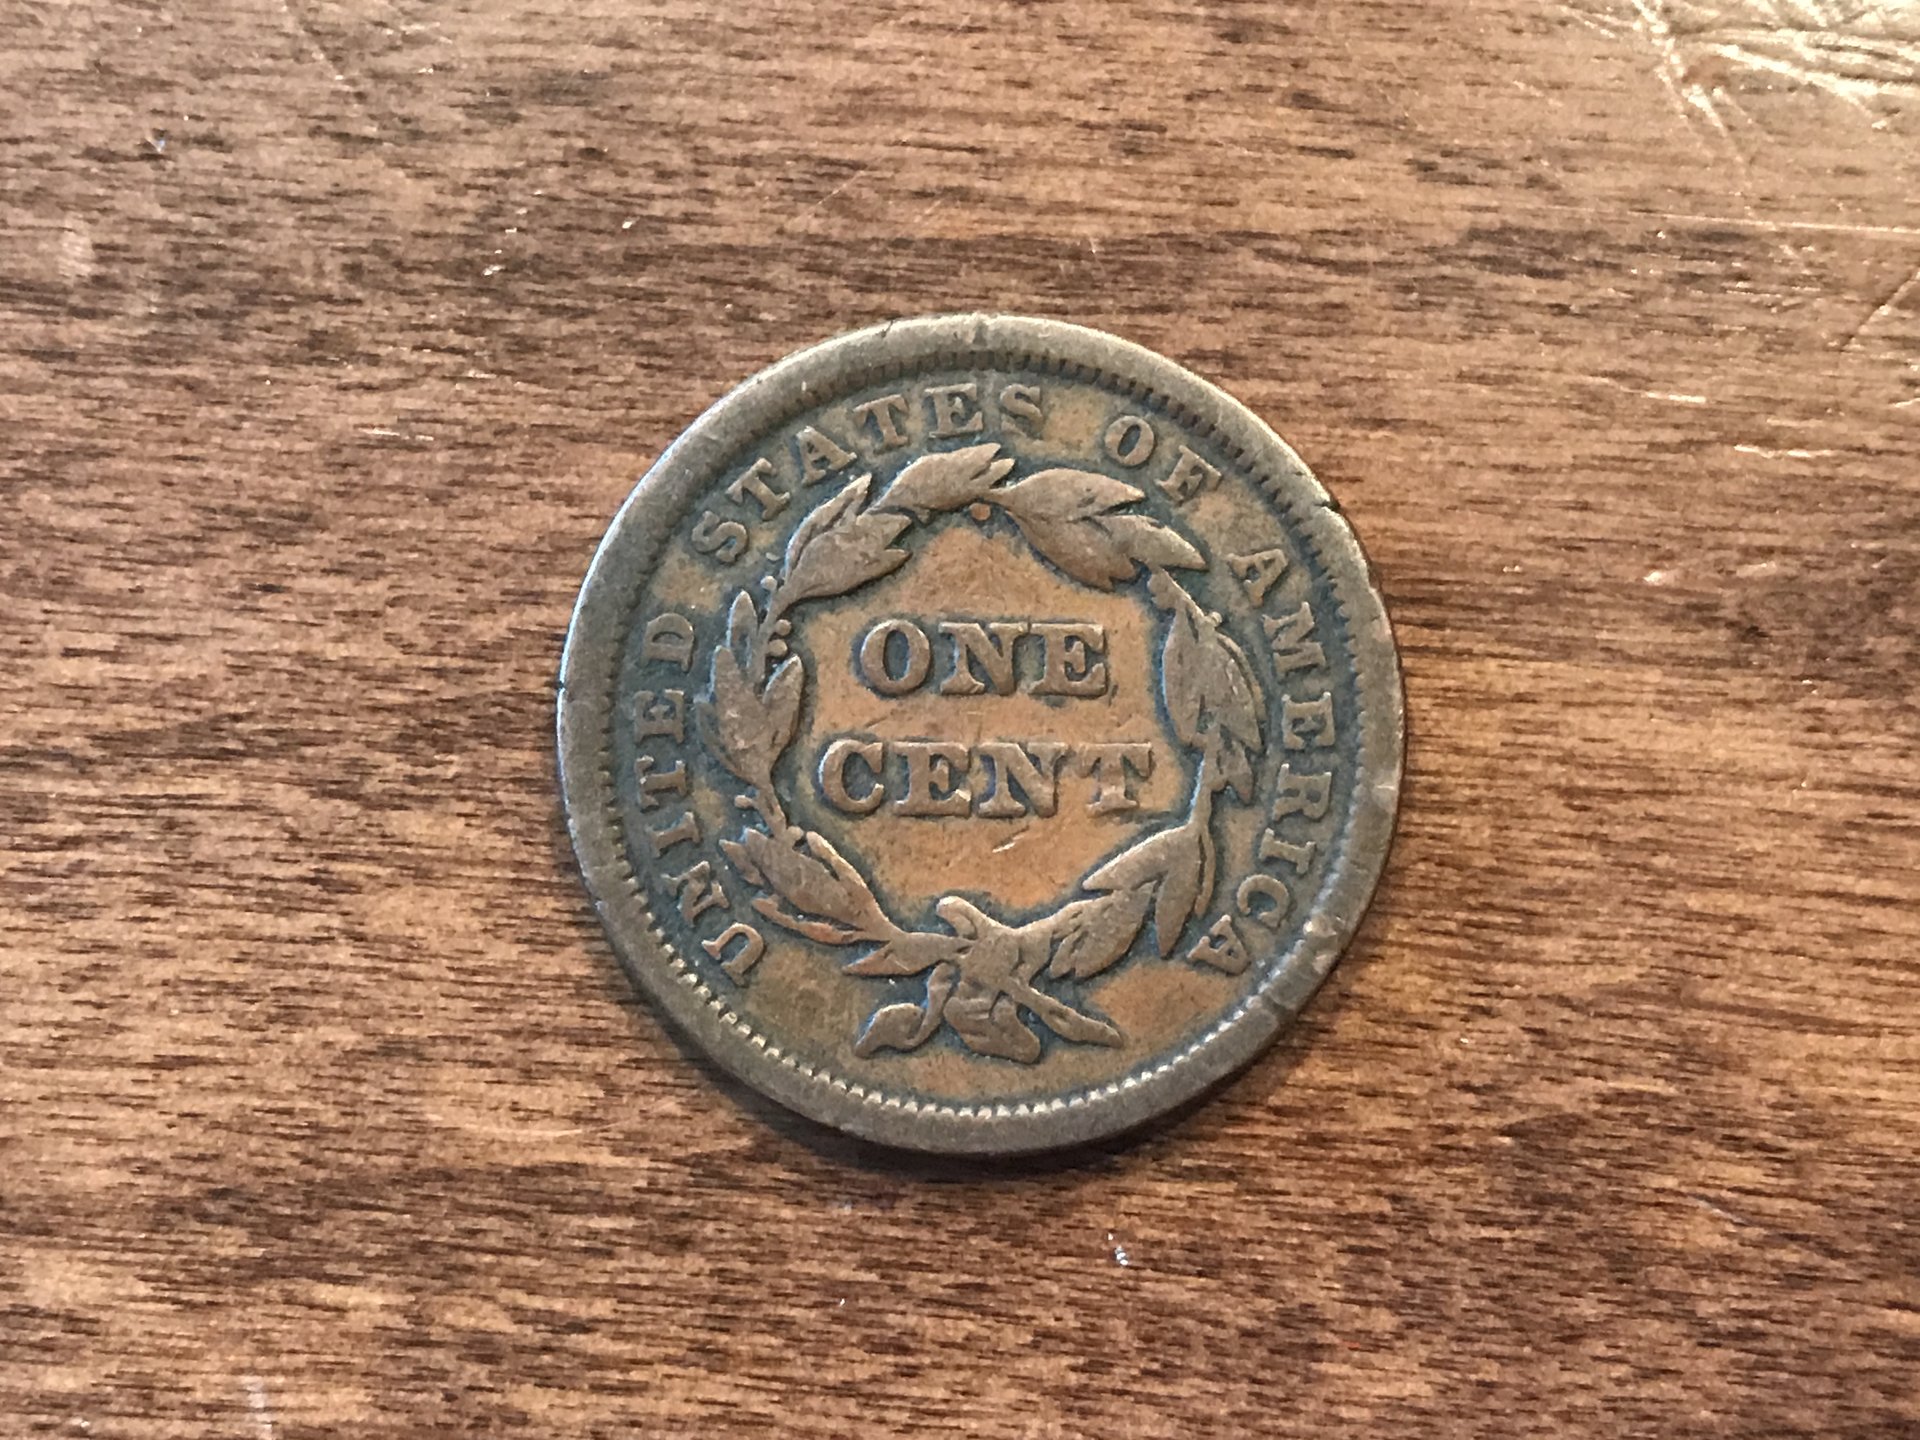 UNITED STATES OF AMERICA
ONE
CENT